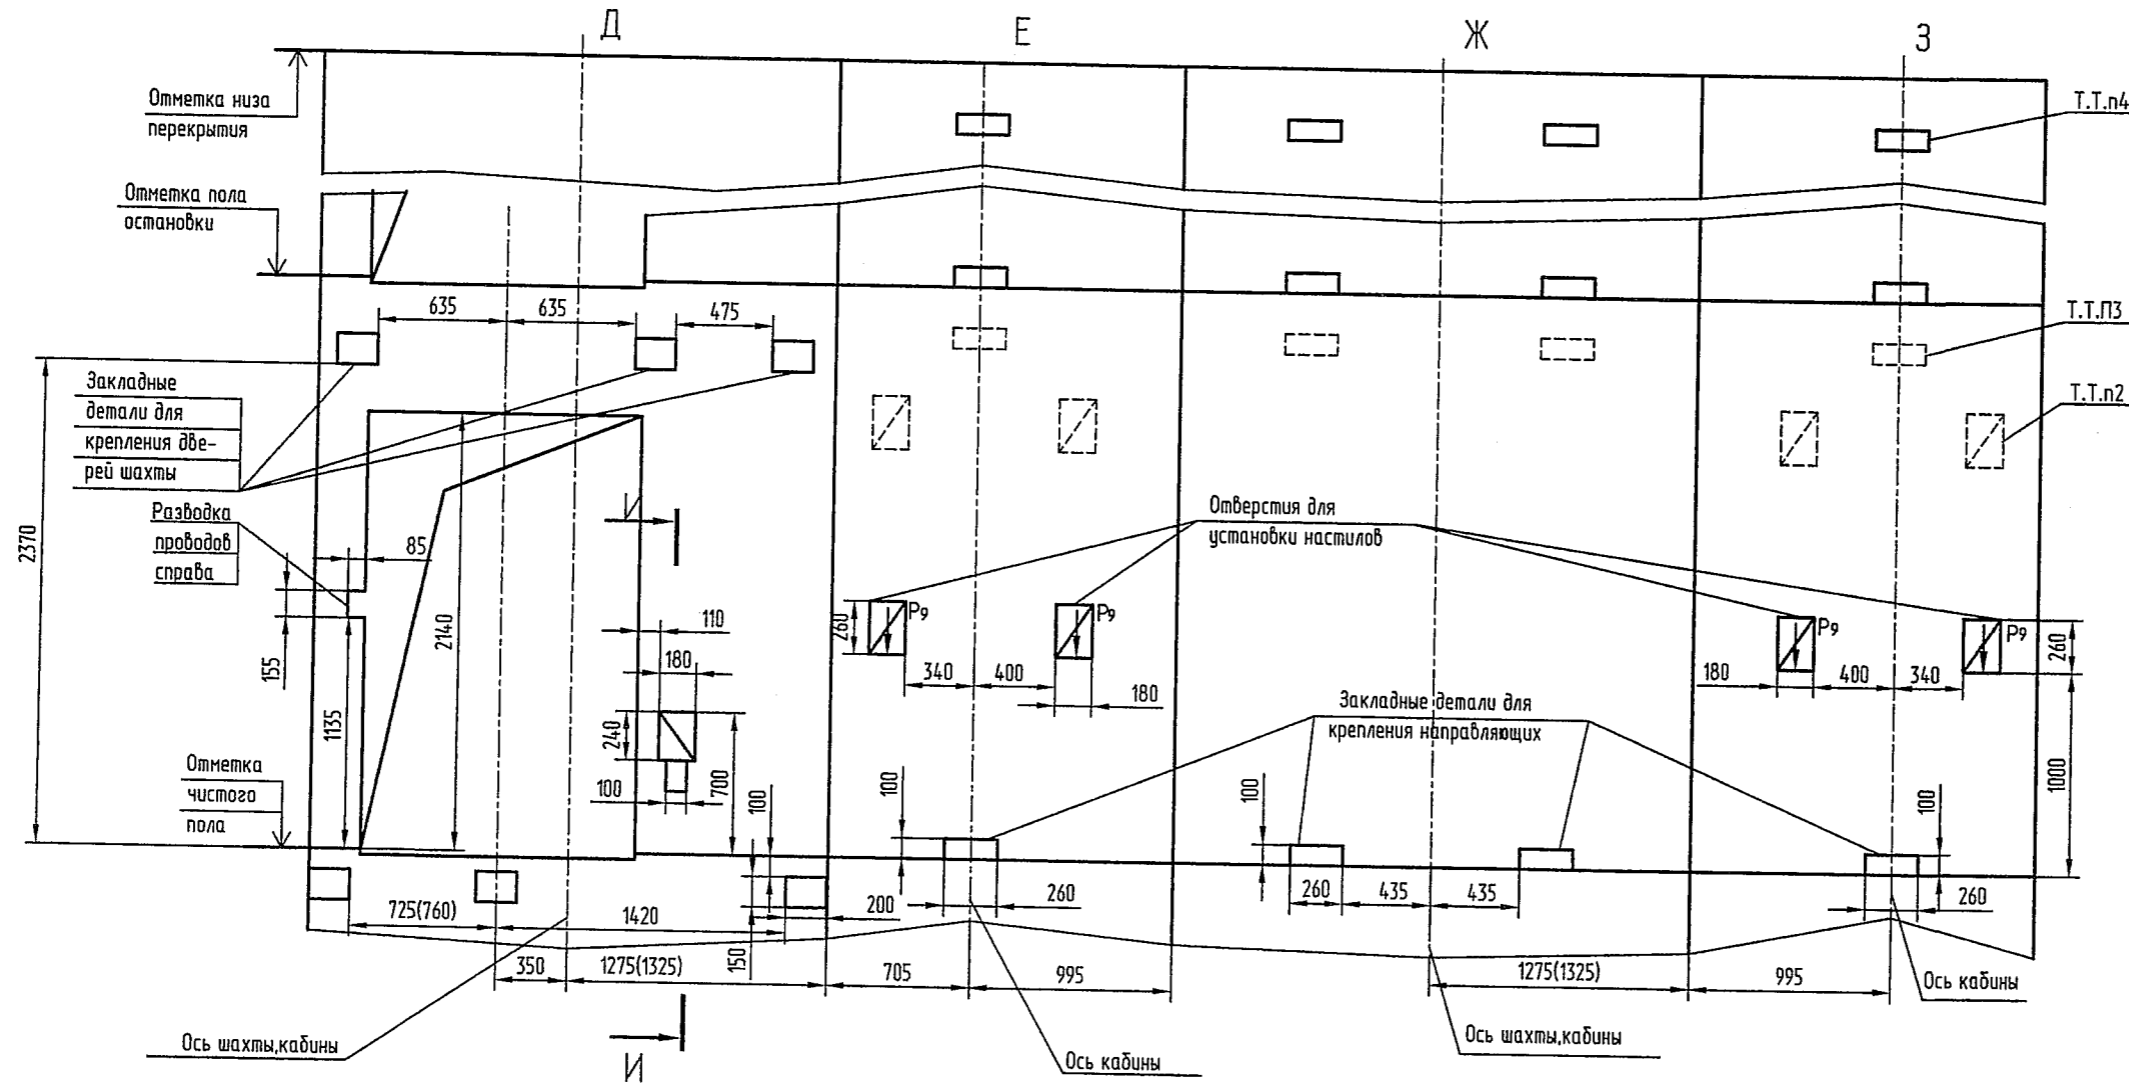 Д
Е
Ж
З
Отметка низа
перекрытия
Т.Т.п4
Отметка пола
остановки
635
635
475
Т.Т.П3
Закладные
детали для
крепления две-
рей шахты
Т.Т.п2
2370
Разводка
проводов
справа
85
И
Отверстия для
установки настилов
155
1135
2140
110
180
240
100
700
260
Р9
Р9
340
400
180
Р9
Р9
180
400
340
260
1000
Закладные детали для
крепления направляющих
Отметка
чистого
пола
100
100
100
100
725(760)
1420
200
150
260
260
435
435
260
350
1275(1325)
705
995
1275(1325)
995
Ось кабины
Ось шахты,кабины
И
Ось кабины
Ось шахты,кабины